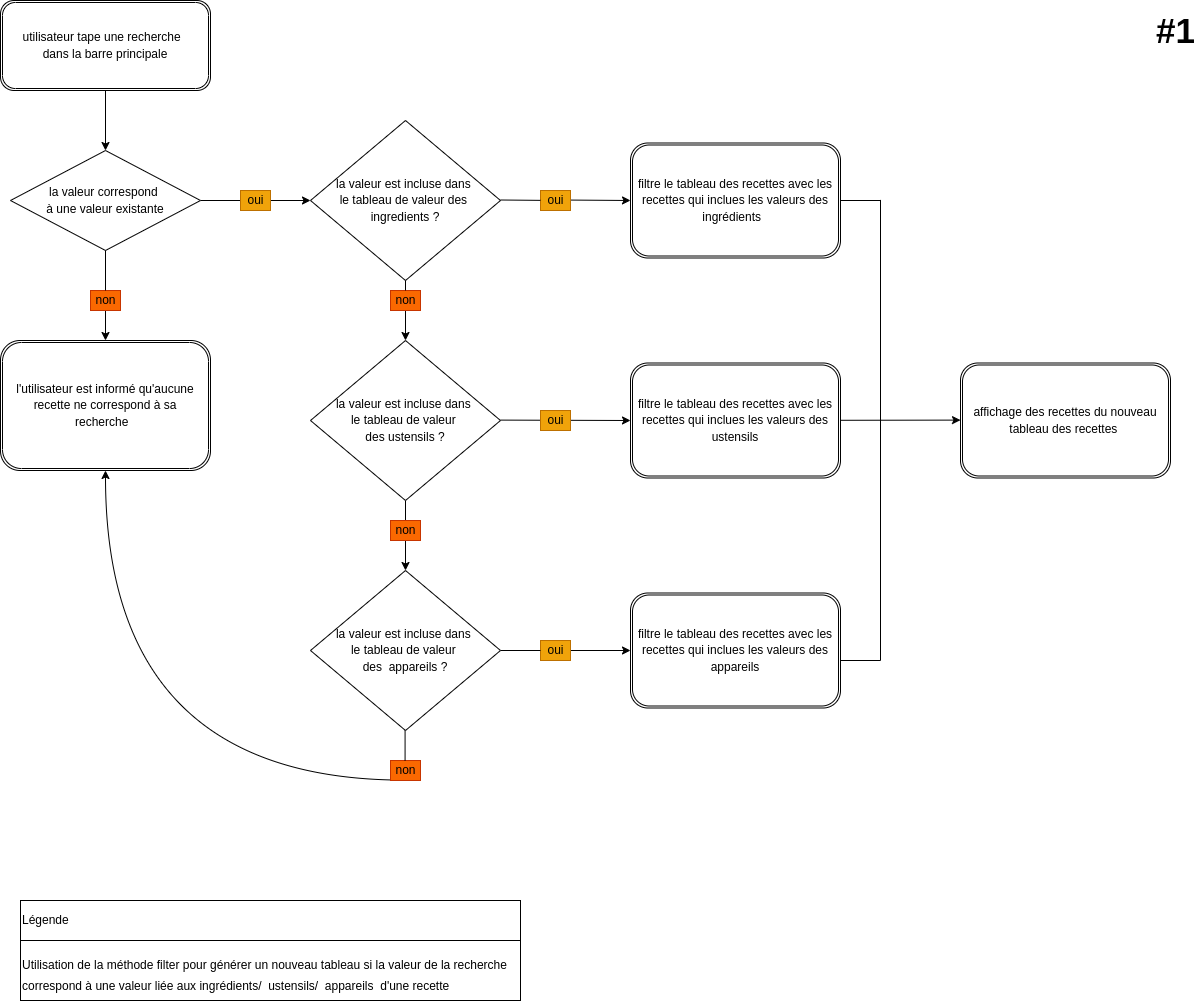 #1
utilisateur tape une recherche
dans la barre principale
la valeur correspond
à une valeur existante
oui
la valeur est incluse dans
le tableau de valeur des
ingredients ?
oui
filtre le tableau des recettes avec les
recettes qui inclues les valeurs des
ingrédients
non
non
l'utilisateur est informé qu'aucune
recette ne correspond à sa
recherche
la valeur est incluse dans
le tableau de valeur
des ustensils ?
oui
filtre le tableau des recettes avec les
recettes qui inclues les valeurs des
ustensils
affichage des recettes du nouveau
tableau des recettes
non
la valeur est incluse dans
le tableau de valeur
des appareils ?
oui
filtre le tableau des recettes avec les
recettes qui inclues les valeurs des
appareils
non
Légende
Utilisation de la méthode filter pour générer un nouveau tableau si la valeur de la recherche
correspond à une valeur liée aux ingrédients/ ustensils/ appareils d'une recette